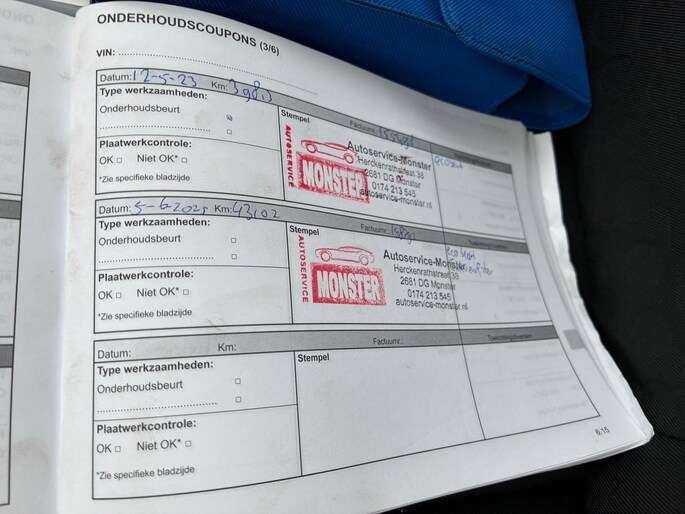 ONDERHOUDSCOUPONS (3/6)
VIN:
Datum: 12-5-23 Km:
Type werkzaamheden:
Onderhoudsbeurt
Stempel
Factuurnr.:
Plaatwerkcontrole:
OK Niet OK*
*Zie specifieke bladzijde
AUTOSERVICE
MONSTER
Autoservice-Monster
Herckenrathstraat 38
2681 DG Monster
0174 213 545
autoservice-monster.nl
Datum: 5-6-2025 Km: 43102
Type werkzaamheden:
Onderhoudsbeurt
Stempel
Factuurnr.:
Plaatwerkcontrole:
OK Niet OK*
*Zie specifieke bladzijde
AUTOSERVICE
MONSTER
Autoservice-Monster
Herckenrathstraat 38
2681 DG Monster
0174 213 545
autoservice-monster.nl
Datum: Km:
Type werkzaamheden:
Onderhoudsbeurt
Stempel
Factuurnr.:
Plaatwerkcontrole:
OK Niet OK*
*Zie specifieke bladzijde
6.15